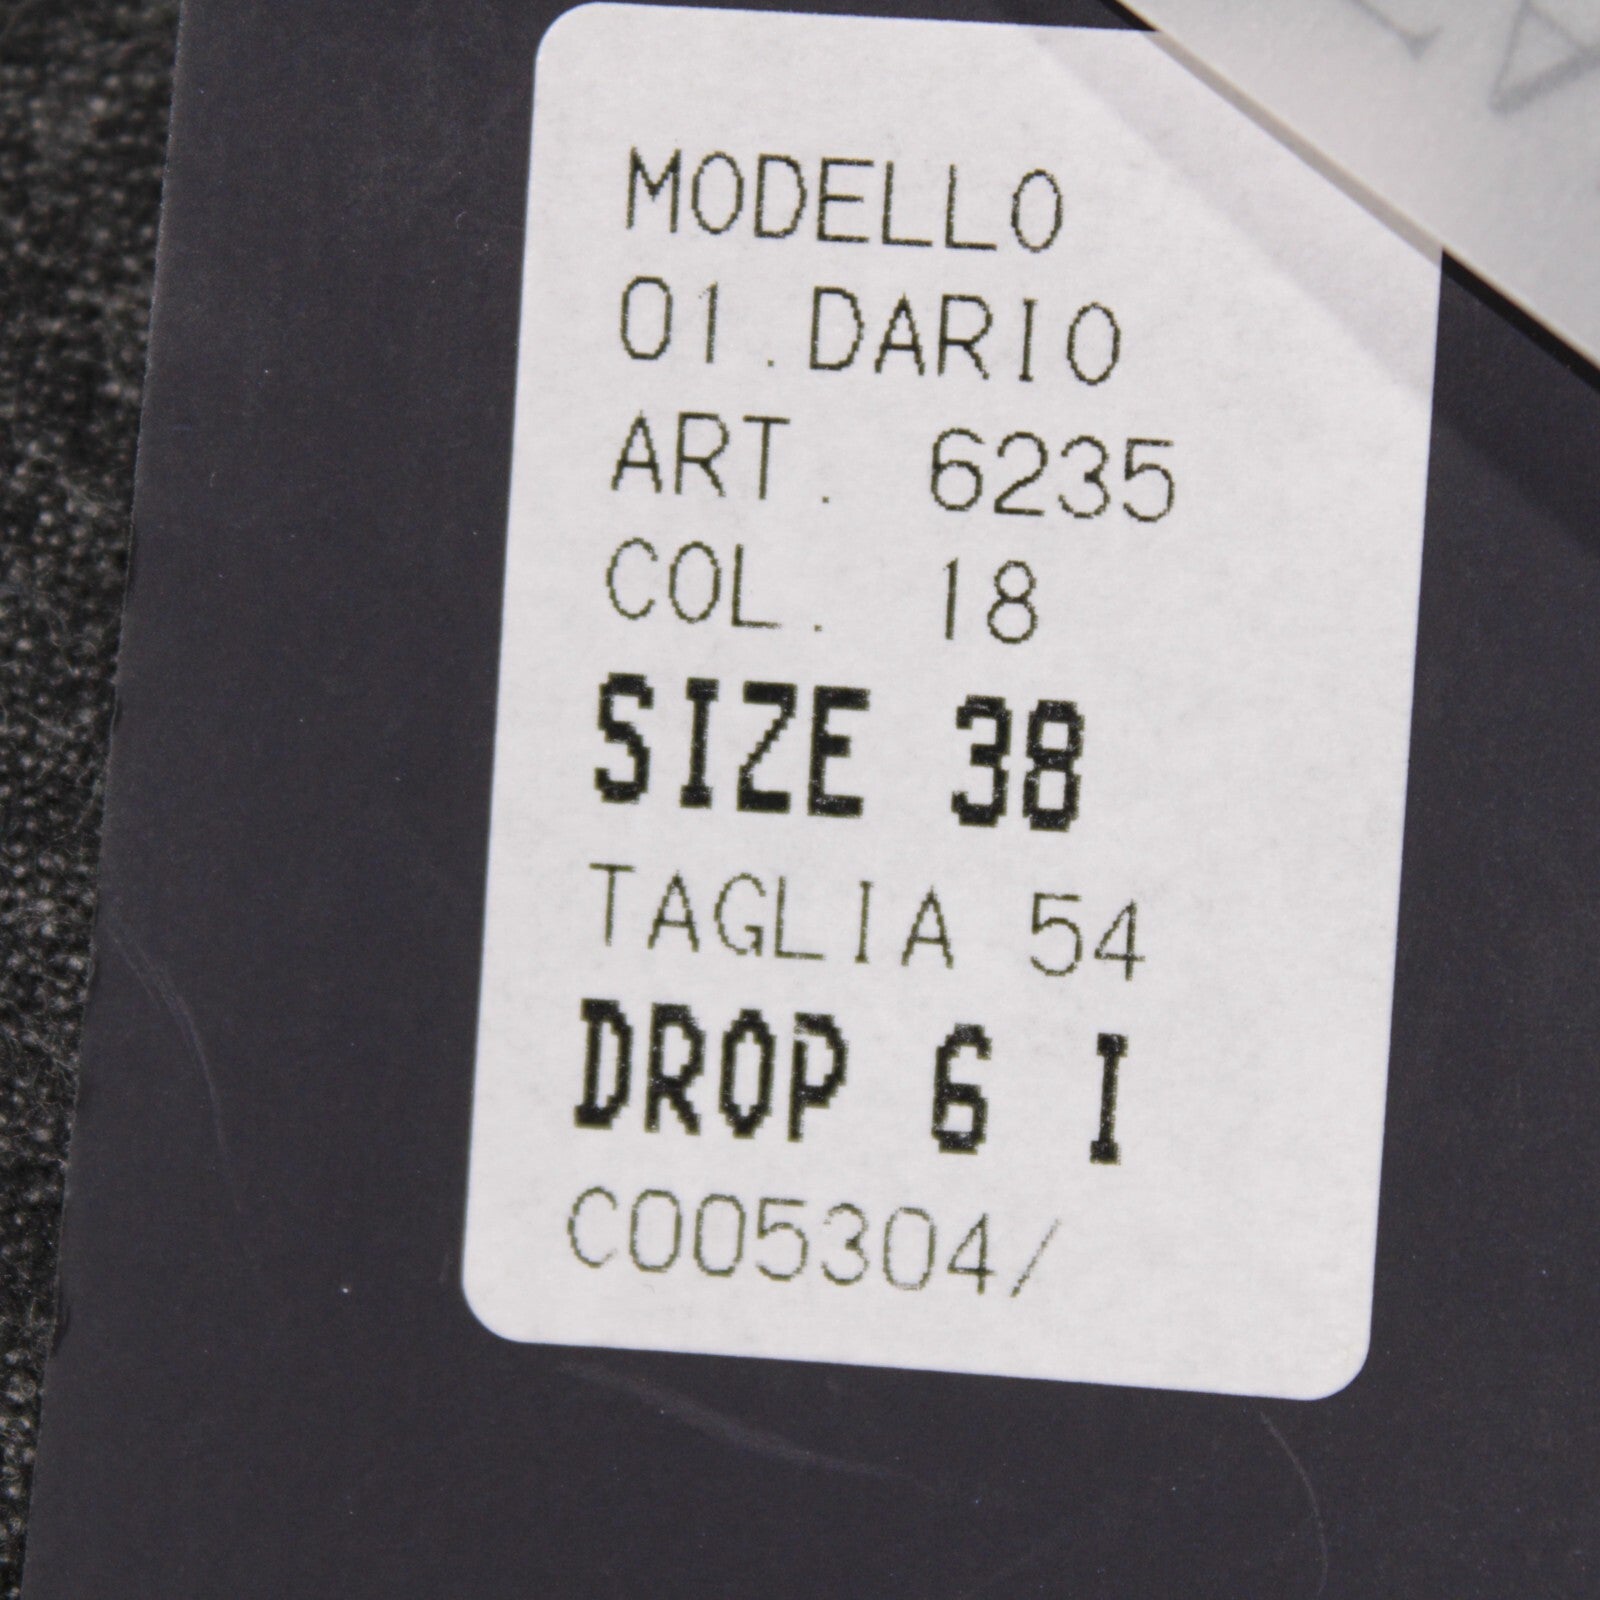 MODELLO
01.DARIO
ART. 6235
COL. 18
SIZE 38
TAGLIA 54
DROP 6 I
C005304/